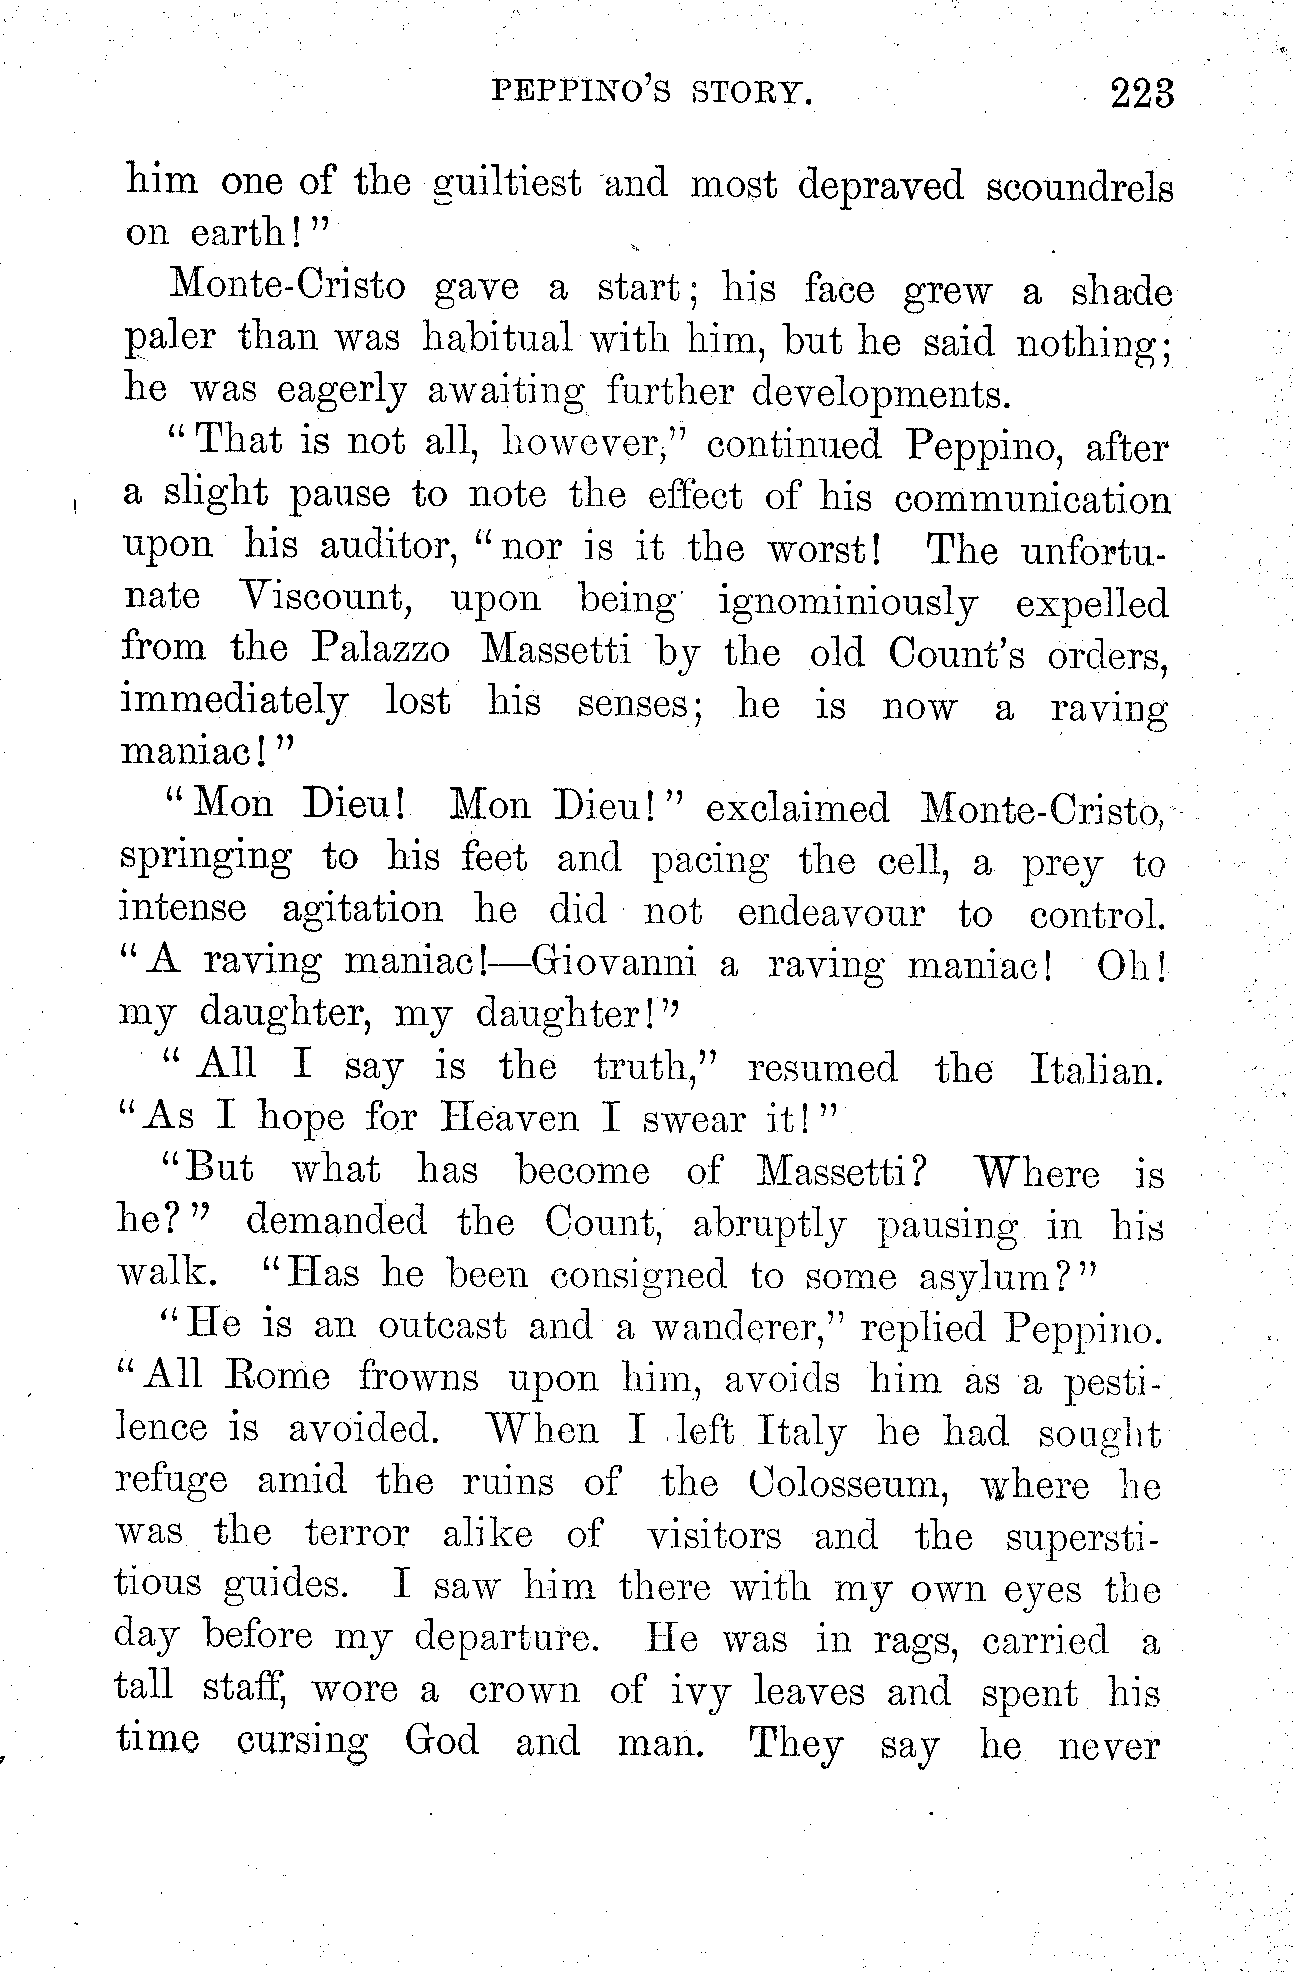 PEPPINO'S STORY. 223
him one of the guiltiest and most depraved scoundrels
on earth!"
Monte-Cristo gave a start; his face grew a shade
paler than was habitual with him, but he said nothing;
he was eagerly awaiting further developments.
"That is not all, however," continued Peppino, after
a slight pause to note the effect of his communication
upon his auditor, "nor is it the worst! The unfortu-
nate Viscount, upon being ignominiously expelled
from the Palazzo Massetti by the old Count's orders,
immediately lost his senses; he is now a raving
maniac!"
"Mon Dieu! Mon Dieu!" exclaimed Monte-Cristo,
springing to his feet and pacing the cell, a prey to
intense agitation he did not endeavour to control.
"A raving maniac!—Giovanni a raving maniac! Oh!
my daughter, my daughter!"
"All I say is the truth," resumed the Italian.
"As I hope for Heaven I swear it!"
"But what has become of Massetti? Where is
he?" demanded the Count, abruptly pausing in his
walk. "Has he been consigned to some asylum?"
"He is an outcast and a wanderer," replied Peppino.
"All Rome frowns upon him, avoids him as a pesti-
lence is avoided. When I left Italy he had sought
refuge amid the ruins of the Colosseum, where he
was the terror alike of visitors and the supersti-
tious guides. I saw him there with my own eyes the
day before my departure. He was in rags, carried a
tall staff, wore a crown of ivy leaves and spent his
time cursing God and man. They say he never